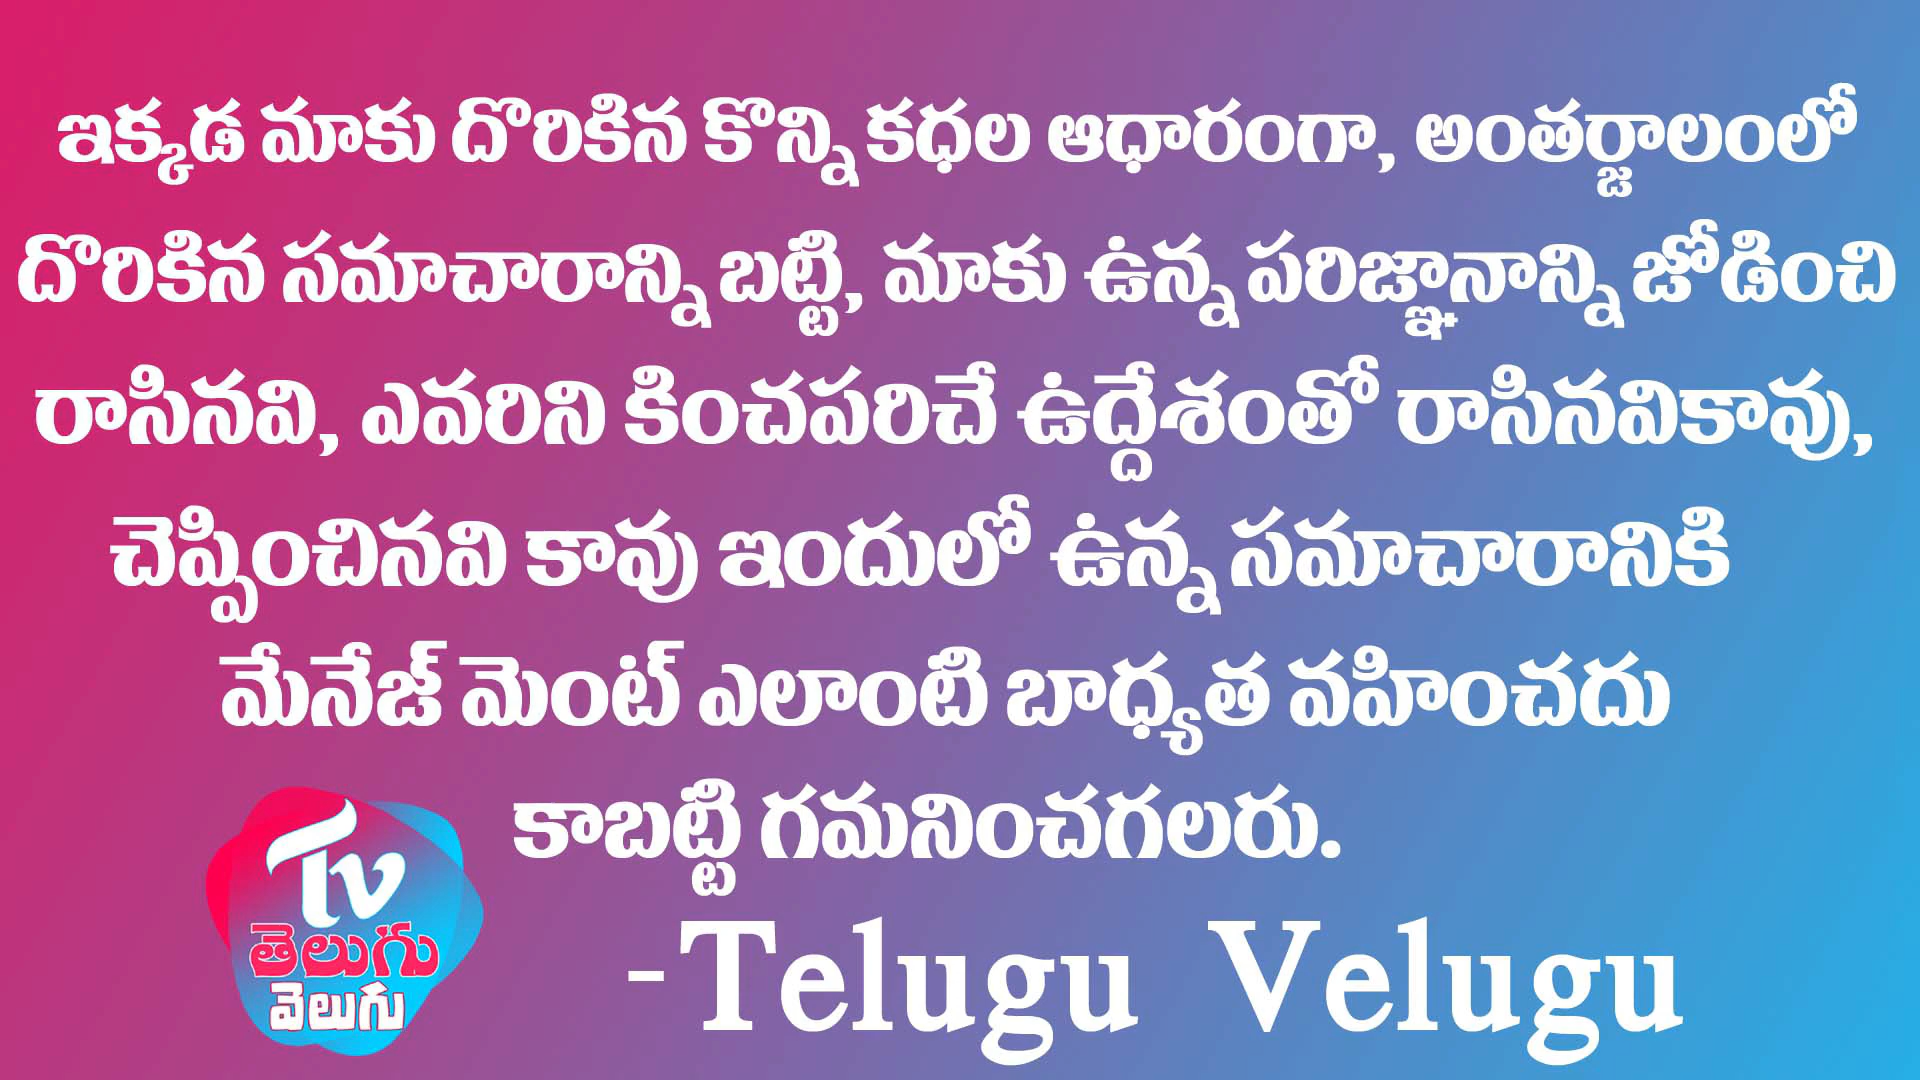 ఇక్కడ మాకు దొరికిన కొన్ని కధల ఆధారంగా, అంతర్జాలంలో
దొరికిన సమాచారాన్ని బట్టి, మాకు ఉన్న పరిజ్ఞానాన్ని జోడించి
రాసినవి, ఎవరిని కించపరిచే ఉద్దేశంతో రాసినవికావు,
చెప్పించినవి కావు ఇందులో ఉన్న సమాచారానికి
మేనేజ్ మెంట్ ఎలాంటి బాధ్యత వహించదు
కాబట్టి గమనించగలరు.
-Telugu Velugu
Tv
తెలుగు
వెలుగు